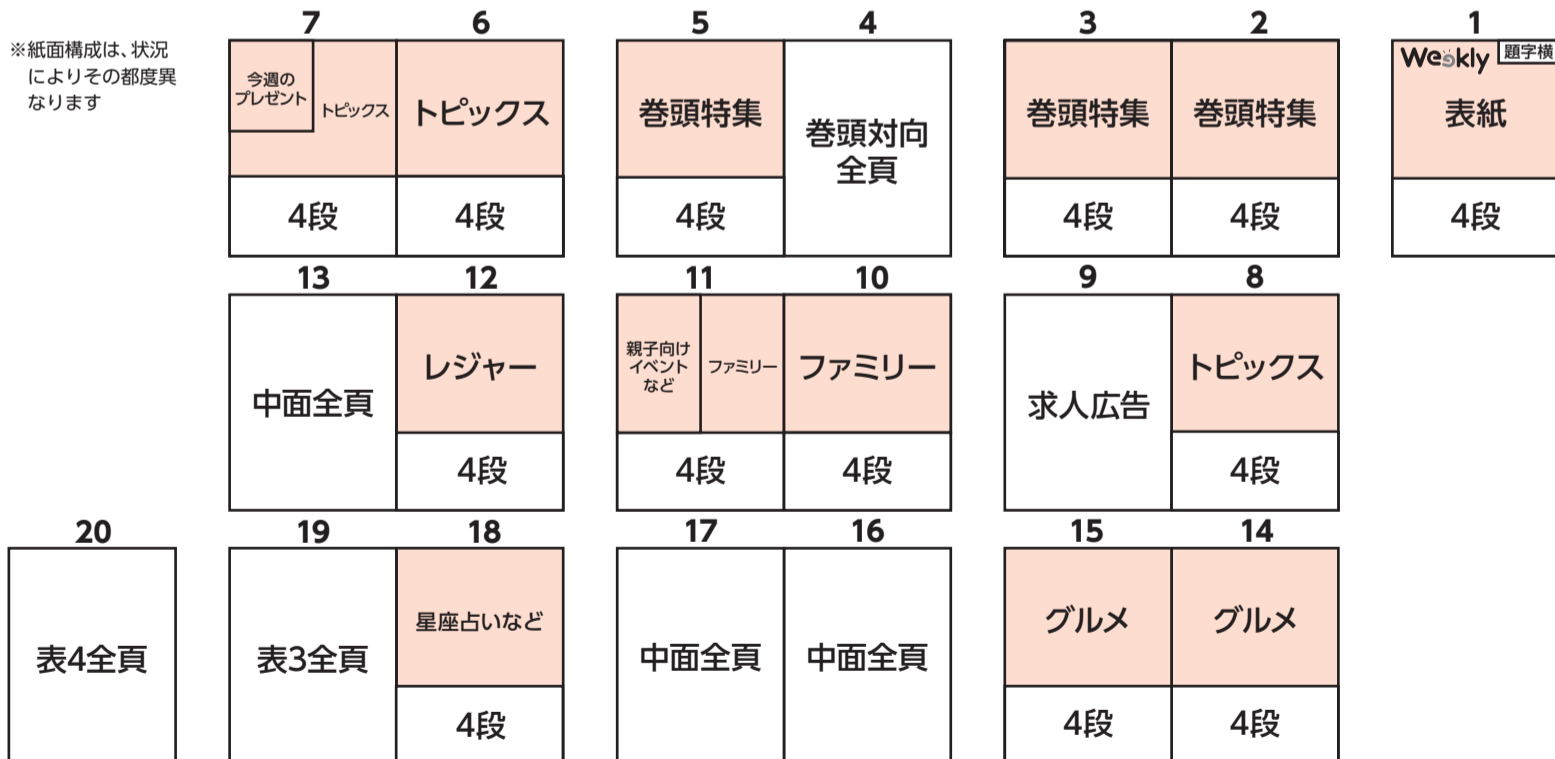 ※紙面構成は、状況
によりその都度異
なります
7
今週の
プレゼント
トピックス
4段
6
トピックス
4段
5
巻頭特集
4段
4
巻頭対向
全頁
3
巻頭特集
4段
2
巻頭特集
4段
1
Weekly
題字横
表紙
4段
13
中面全頁
12
レジャー
4段
11
親子向け
イベント
など
ファミリー
4段
10
ファミリー
4段
9
求人広告
8
トピックス
4段
20
表4全頁
19
表3全頁
18
星座占いなど
4段
17
中面全頁
16
中面全頁
15
グルメ
4段
14
グルメ
4段